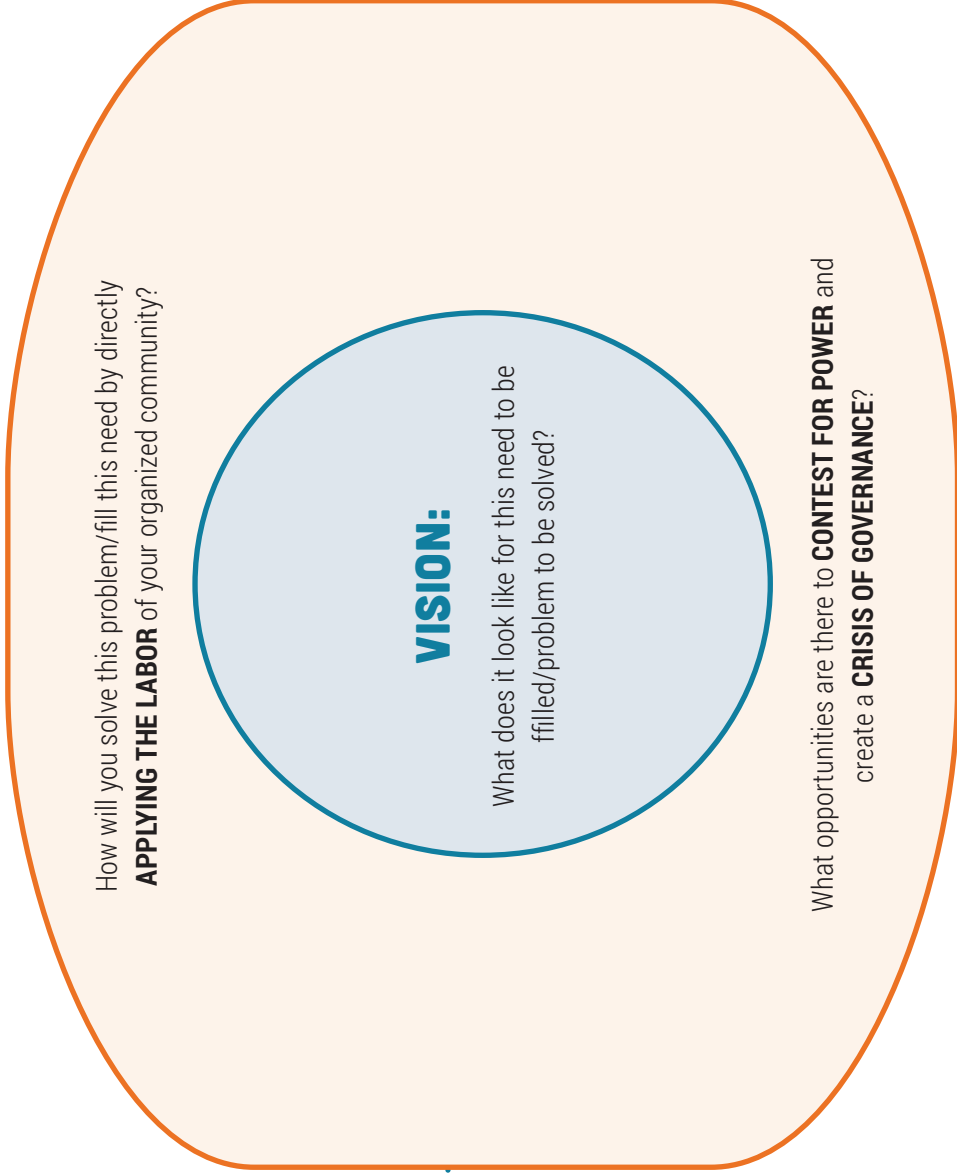 How will you solve this problem/fill this need by directly
APPLYING THE LABOR of your organized community?
VISION:
What does it look like for this need to be
ffilled/problem to be solved?
What opportunities are there to CONTEST FOR POWER and
create a CRISIS OF GOVERNANCE?